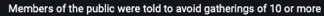 Members of the public were told to avoid gatherings of 10 or more